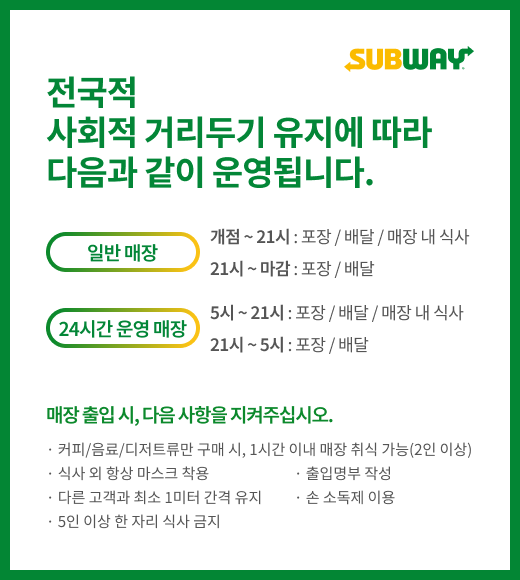 SUBWAY
전국적
사회적 거리두기 유지에 따라
다음과 같이 운영됩니다.
일반 매장
개점 ~ 21시 : 포장 / 배달 / 매장 내 식사
21시 ~ 마감 : 포장 / 배달
24시간 운영 매장
5시 ~ 21시 : 포장 / 배달 / 매장 내 식사
21시 ~ 5시 : 포장 / 배달
매장 출입 시, 다음 사항을 지켜주십시오.
· 커피/음료/디저트류만 구매 시, 1시간 이내 매장 취식 가능(2인 이상)
· 식사 외 항상 마스크 착용 · 출입명부 작성
· 다른 고객과 최소 1미터 간격 유지 · 손 소독제 이용
· 5인 이상 한 자리 식사 금지